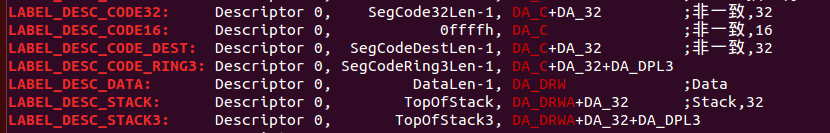 LABEL_DESC_CODE32: Descriptor 0, SegCode32Len-1, DA_C+DA_32 ;非一致,32
LABEL_DESC_CODE16: Descriptor 0, 0ffffh, DA_C ;非一致,16
LABEL_DESC_CODE_DEST: Descriptor 0, SegCodeDestLen-1, DA_C+DA_32 ;非一致,32
LABEL_DESC_CODE_RING3: Descriptor 0, SegCodeRing3Len-1, DA_C+DA_32+DA_DPL3
LABEL_DESC_DATA: Descriptor 0, DataLen-1, DA_DRW ;Data
LABEL_DESC_STACK: Descriptor 0, TopOfStack, DA_DRWA+DA_32 ;Stack,32
LABEL_DESC_STACK3: Descriptor 0, TopOfStack3, DA_DRWA+DA_32+DA_DPL3